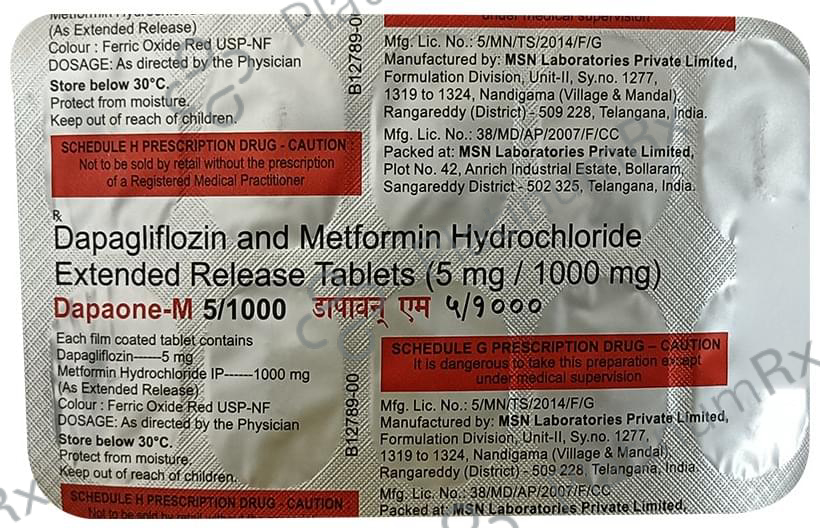 Metformin Hydrochloride
(As Extended Release)
Colour : Ferric Oxide Red USP-NF
DOSAGE: As directed by the Physician
Store below 30°C.
Protect from moisture.
Keep out of reach of children.
SCHEDULE H PRESCRIPTION DRUG - CAUTION :
Not to be sold by retail without the prescription
of a Registered Medical Practitioner
B12789-0
under medical supervision
Mfg. Lic. No.: 5/MN/TS/2014/F/G
Manufactured by: MSN Laboratories Private Limited,
Formulation Division, Unit-II, Sy.no. 1277,
1319 to 1324, Nandigama (Village & Mandal),
Rangareddy (District) - 509 228, Telangana, India.
Mfg. Lic. No.: 38/MD/AP/2007/F/CC
Packed at: MSN Laboratories Private Limited,
Plot No. 42, Anrich Industrial Estate, Bollaram,
Sangareddy District - 502 325, Telangana, India.
Rx
Dapagliflozin and Metformin Hydrochloride
Extended Release Tablets (5 mg / 1000 mg)
Dapaone-M 5/1000 डापावन् एम ५/१०००
Each film coated tablet contains
Dapagliflozin-----5 mg
Metformin Hydrochloride IP------1000 mg
(As Extended Release)
Colour : Ferric Oxide Red USP-NF
DOSAGE: As directed by the Physician
Store below 30°C.
Protect from moisture.
Keep out of reach of children.
SCHEDULE H PRESCRIPTION DRUG - CAUTION :
Not to be sold by retail without the
B12789-00
SCHEDULE G PRESCRIPTION DRUG – CAUTION
It is dangerous to take this preparation except
under medical supervision
Mfg. Lic. No.: 5/MN/TS/2014/F/G
Manufactured by: MSN Laboratories Private Limited,
Formulation Division, Unit-II, Sy.no. 1277,
1319 to 1324, Nandigama (Village & Mandal),
Rangareddy (District) - 509 228, Telangana, India.
Mfg. Lic. No.: 38/MD/AP/2007/F/CC
Packed at: MSN Laboratories Private Limited,